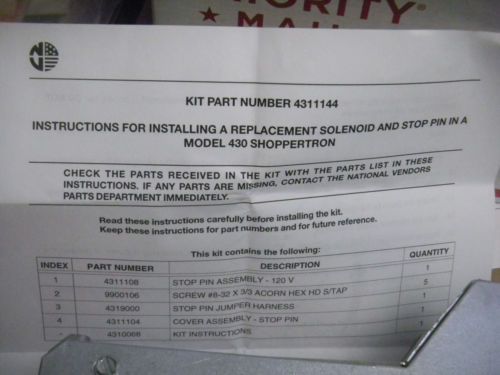 ORITY
MAIL
KIT PART NUMBER 4311144
INSTRUCTIONS FOR INSTALLING A REPLACEMENT SOLENOID AND STOP PIN IN A
MODEL 430 SHOPPERTRON
CHECK THE PARTS RECEIVED IN THE KIT WITH THE PARTS LIST IN THESE
INSTRUCTIONS. IF ANY PARTS ARE MISSING, CONTACT THE NATIONAL VENDORS
PARTS DEPARTMENT IMMEDIATELY.
Read these instructions carefully before installing the kit.
Keep these instructions for part numbers and for future reference.
This kit contains the following:
INDEX PART NUMBER DESCRIPTION QUANTITY
1 4311108 STOP PIN ASSEMBLY - 120 V 1
2 9900106 SCREW #8-32 X 3/3 ACORN HEX HD S/TAP 5
3 4319000 STOP PIN JUMPER HARNESS 1
4 4311104 COVER ASSEMBLY - STOP PIN 1
4310068 KIT INSTRUCTIONS 1